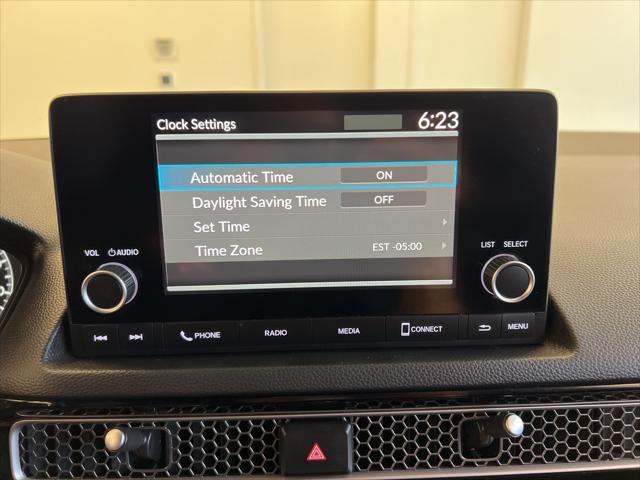 Clock Settings 6:23
Automatic Time ON
Daylight Saving Time OFF
Set Time
Time Zone EST -05:00
VOL AUDIO
LIST SELECT
PHONE RADIO MEDIA CONNECT MENU